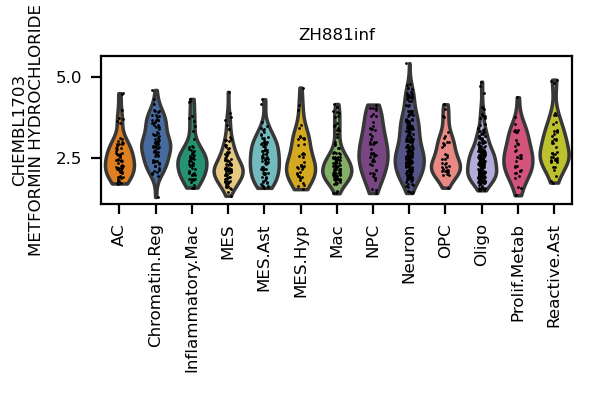 ZH881inf
CHEMBL1703
METFORMIN HYDROCHLORIDE
5.0
2.5
AC
Chromatin.Reg
Inflammatory.Mac
MES
MES.Ast
MES.Hyp
Mac
NPC
Neuron
OPC
Oligo
Prolif.Metab
Reactive.Ast